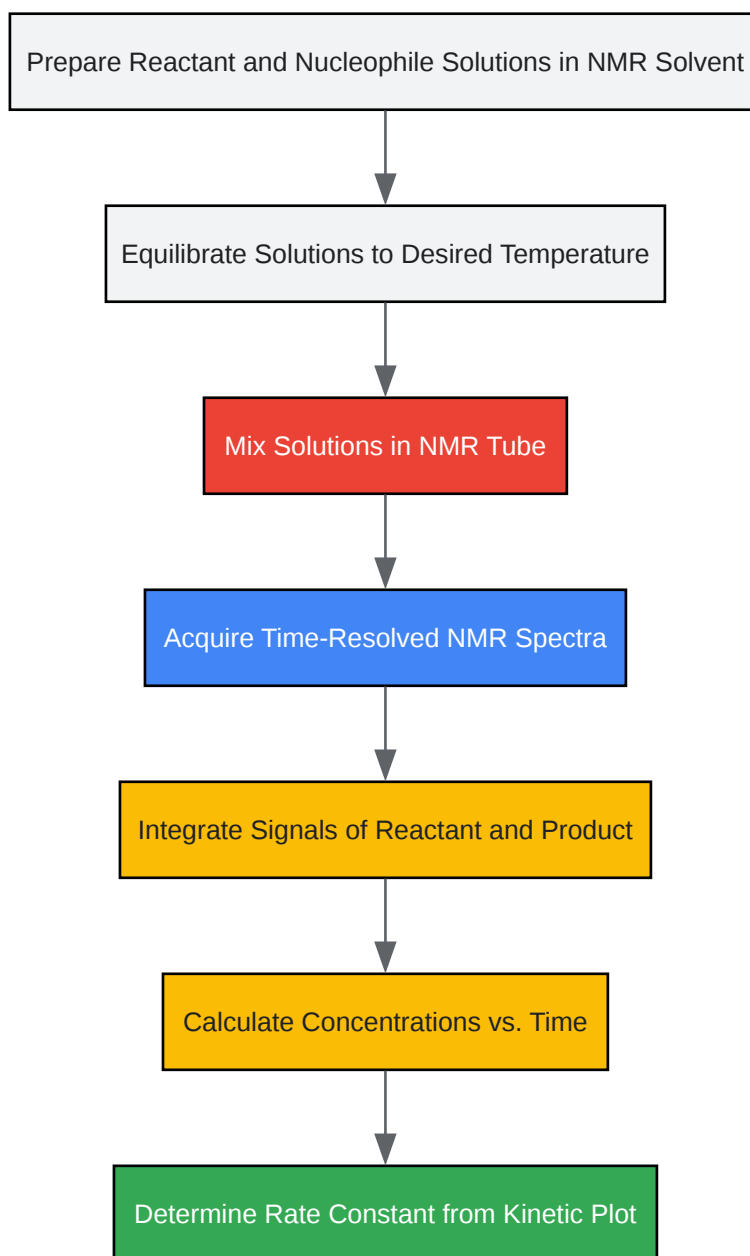 Prepare Reactant and Nucleophile Solutions in NMR Solvent
Equilibrate Solutions to Desired Temperature
Mix Solutions in NMR Tube
Acquire Time-Resolved NMR Spectra
Integrate Signals of Reactant and Product
Calculate Concentrations vs. Time
Determine Rate Constant from Kinetic Plot